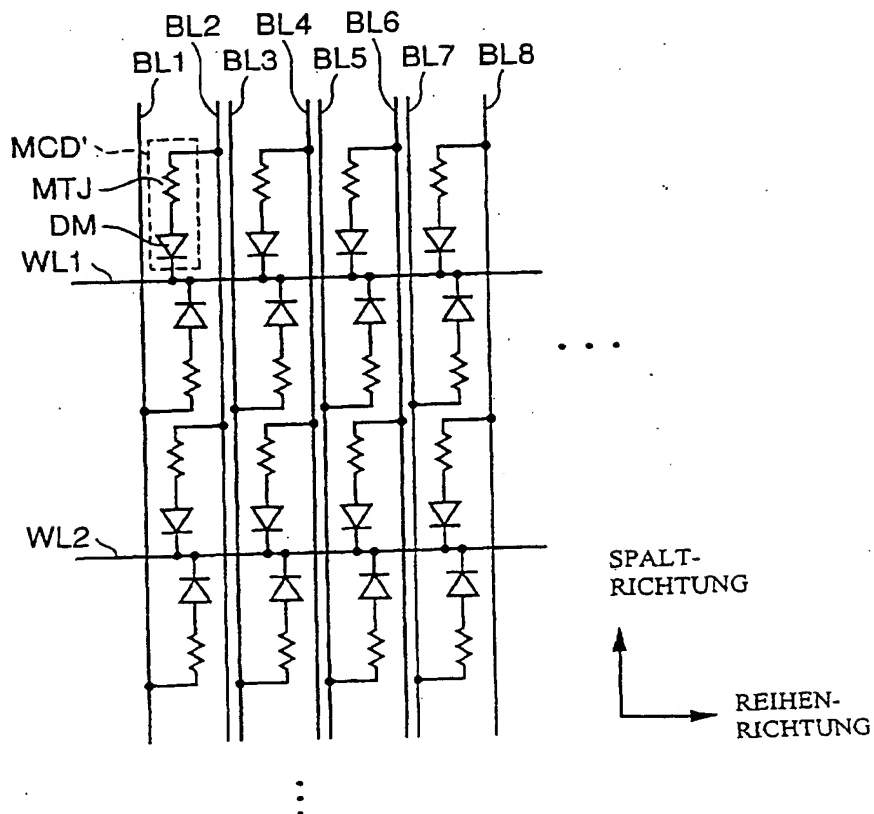 BL2 BL4 BL6
BL1 BL3 BL5 BL7 BL8
MCD'
MTJ
DM
WL1
WL2
SPALT-
RICHTUNG
REIHEN-
RICHTUNG